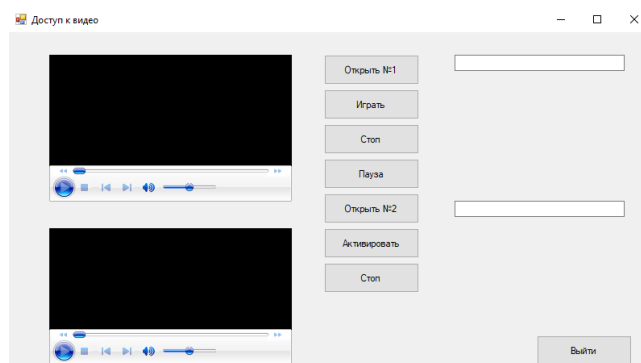 Доступ к видео
Открыть №1
Играть
Стоп
Пауза
Открыть №2
Активировать
Стоп
Выйти